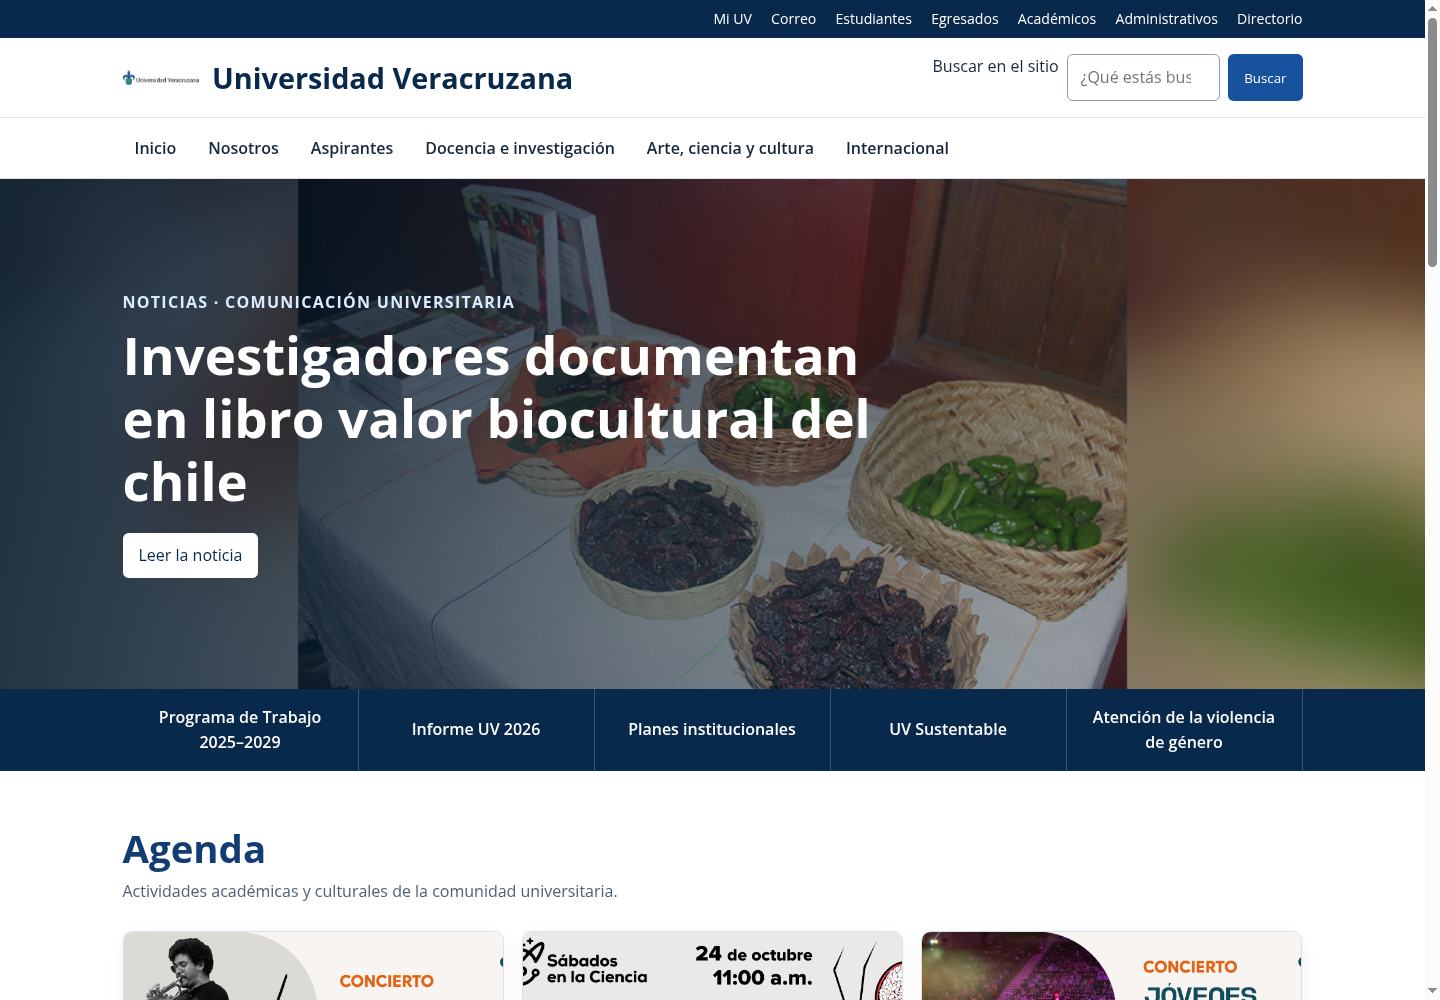 Mi UV Correo Estudiantes Egresados Académicos Administrativos Directorio
Universidad Veracruzana
Universidad Veracruzana
Buscar en el sitio
¿Qué estás bus
Buscar
Inicio Nosotros Aspirantes Docencia e investigación Arte, ciencia y cultura Internacional
NOTICIAS · COMUNICACIÓN UNIVERSITARIA
Investigadores documentan
en libro valor biocultural del
chile
Leer la noticia
Programa de Trabajo
2025–2029
Informe UV 2026
Planes institucionales
UV Sustentable
Atención de la violencia
de género
Agenda
Actividades académicas y culturales de la comunidad universitaria.
CONCIERTO
Sábados
en la Ciencia
24 de octubre
11:00 a.m.
CONCIERTO
JÓVENES